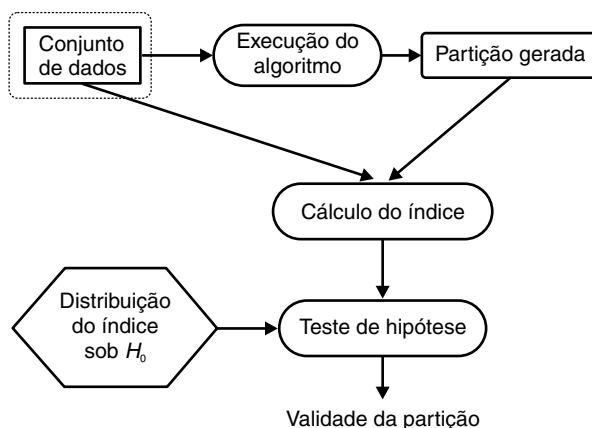 Conjunto
de dados
Execução do
algoritmo
Partição gerada
Cálculo do índice
Distribuição
do índice
sob H₀
Teste de hipótese
Validade da partição